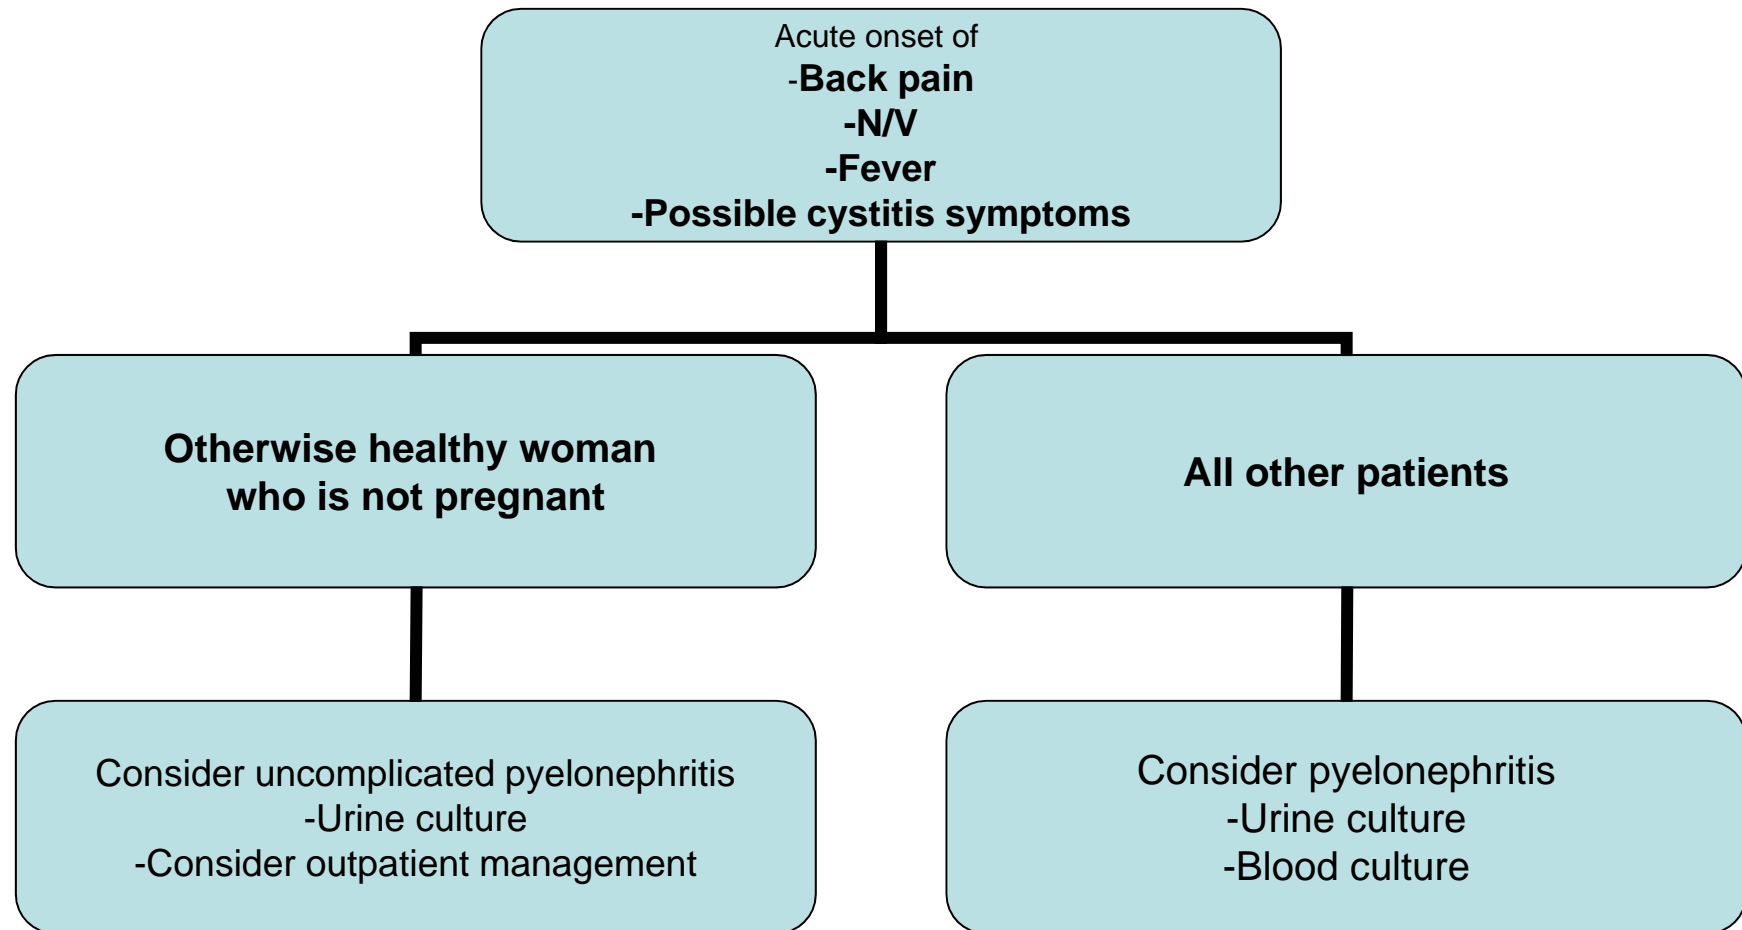 Acute onset of
-Back pain
-N/V
-Fever
-Possible cystitis symptoms
Otherwise healthy woman
who is not pregnant
All other patients
Consider uncomplicated pyelonephritis
-Urine culture
-Consider outpatient management
Consider pyelonephritis
-Urine culture
-Blood culture